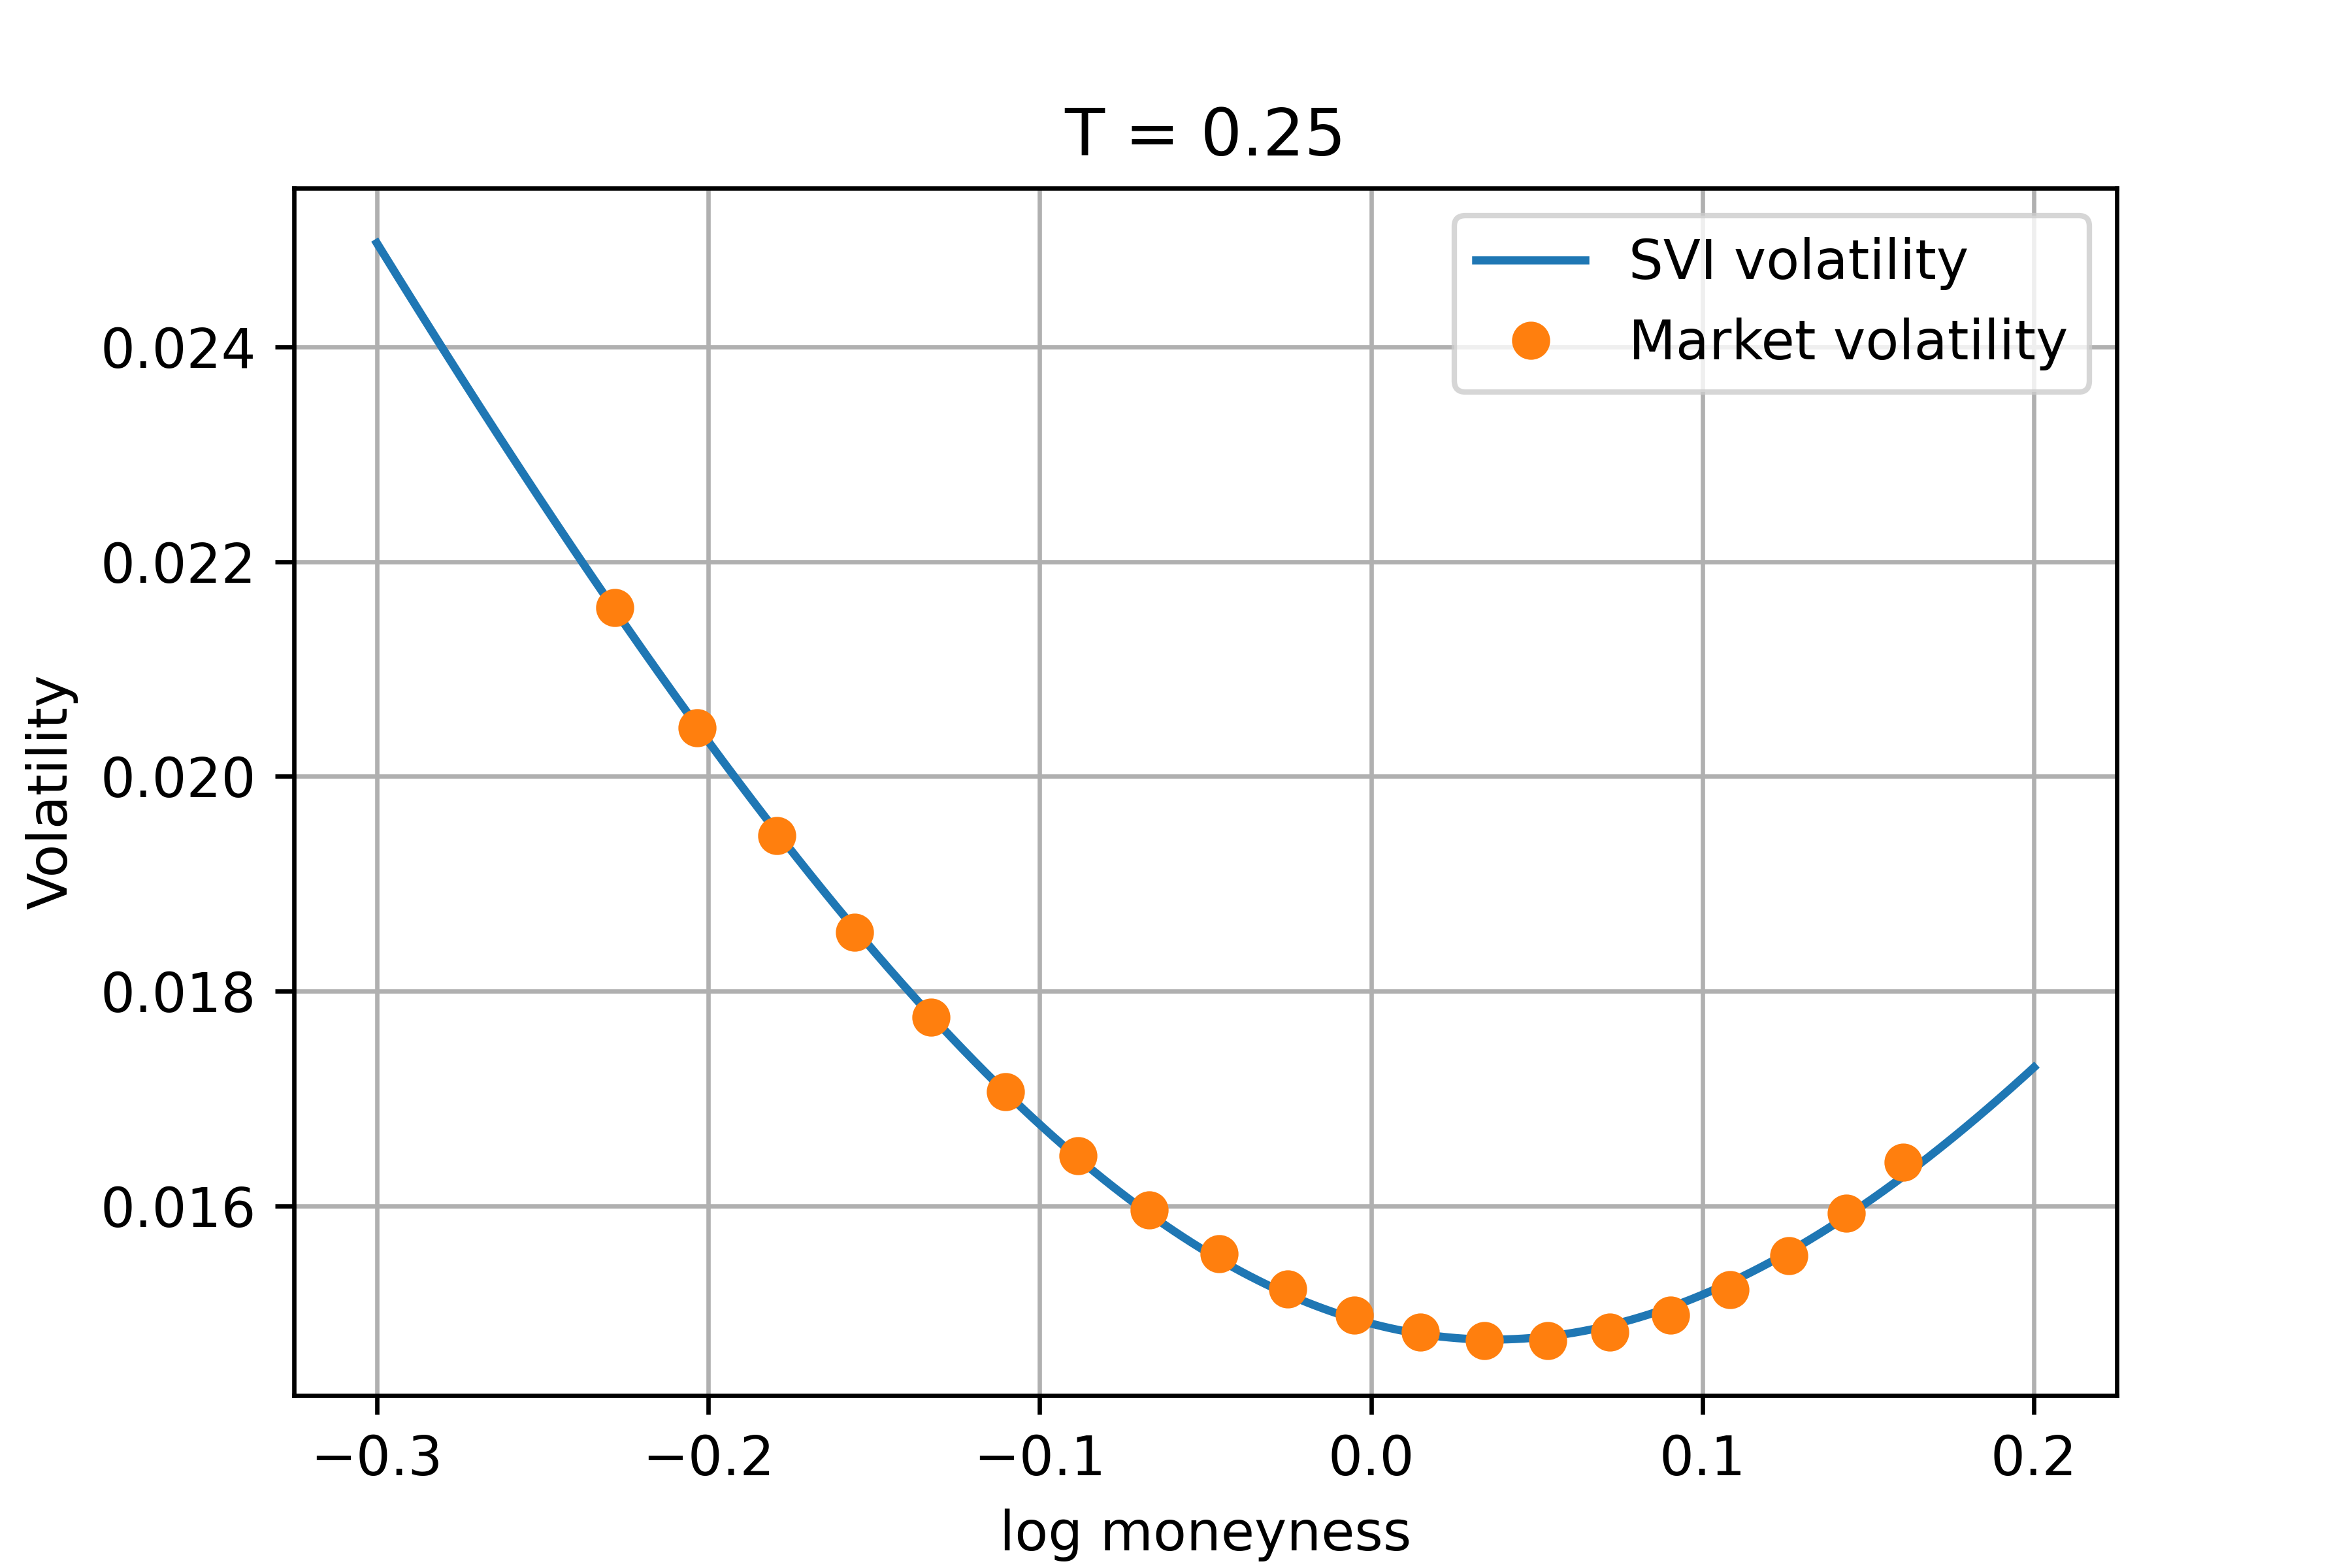 T = 0.25
SVI volatility
Market volatility
Volatility
0.024
0.022
0.020
0.018
0.016
−0.3 −0.2 −0.1 0.0 0.1 0.2
log moneyness